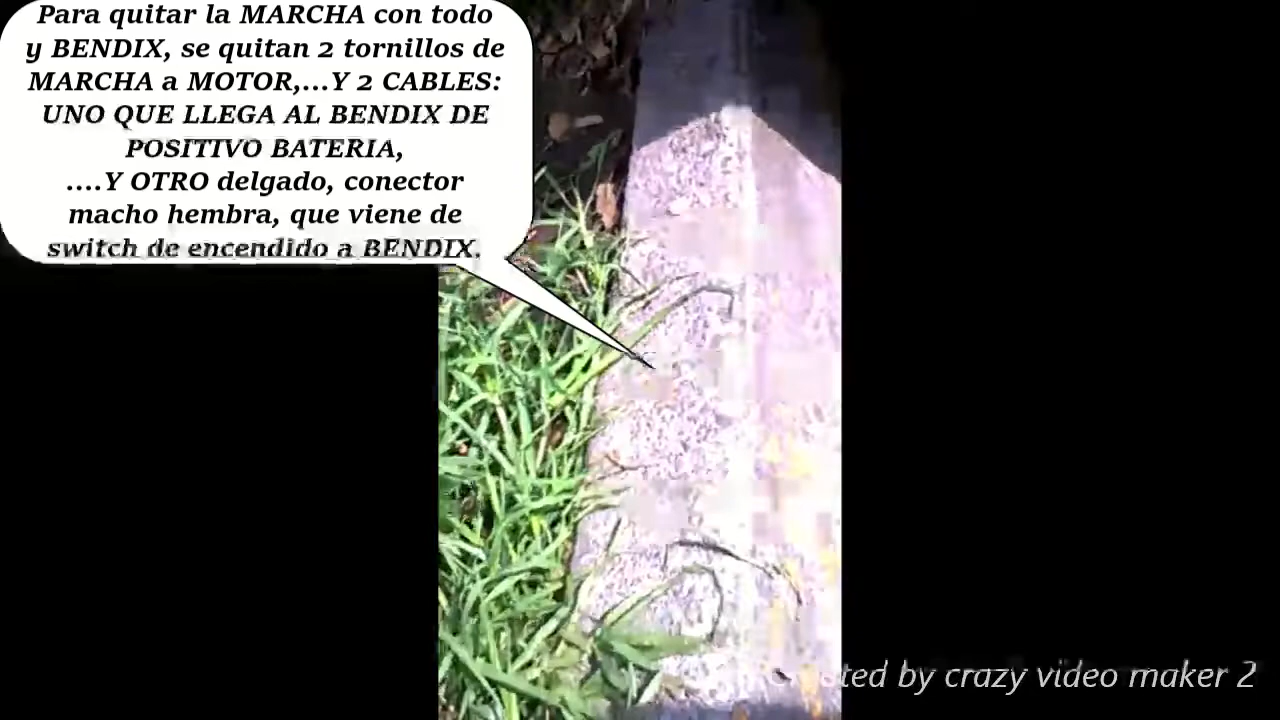 Para quitar la MARCHA con todo
y BENDIX, se quitan 2 tornillos de
MARCHA a MOTOR,...Y 2 CABLES:
UNO QUE LLEGA AL BENDIX DE
POSITIVO BATERIA,
....Y OTRO delgado, conector
macho hembra, que viene de
switch de encendido a BENDIX.
Created by crazy video maker 2